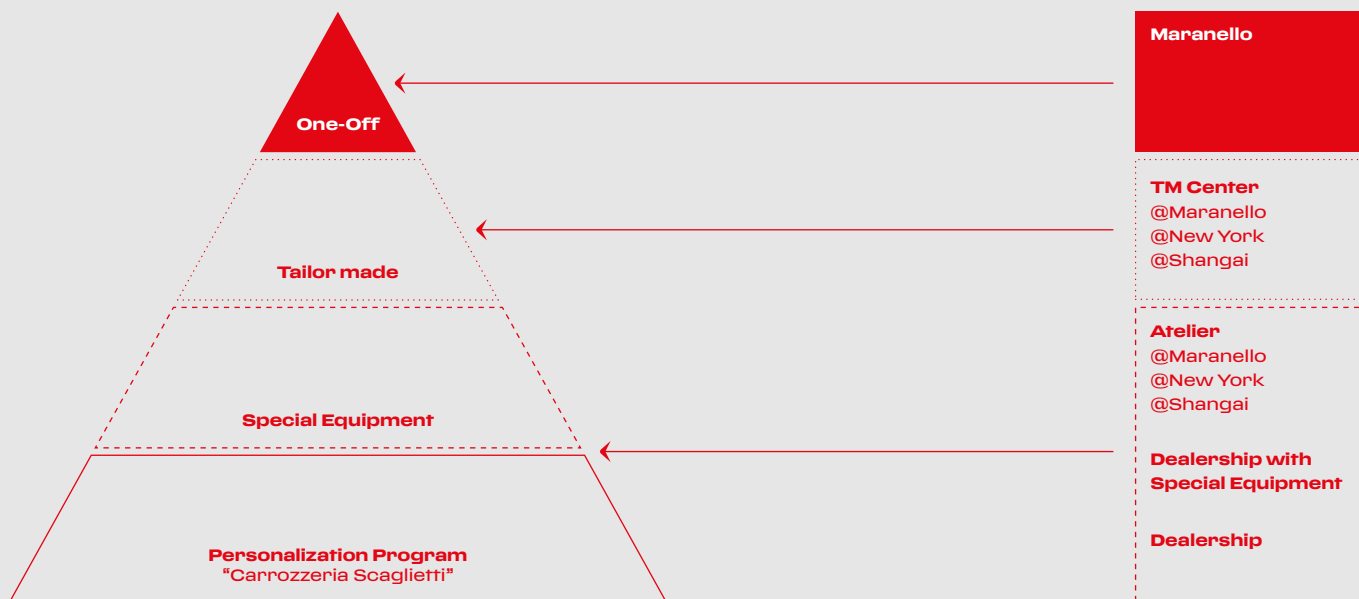 One-Off
Tailor made
Special Equipment
Personalization Program
“Carrozzeria Scaglietti”
Maranello
TM Center
@Maranello
@New York
@Shangai
Atelier
@Maranello
@New York
@Shangai
Dealership with
Special Equipment
Dealership